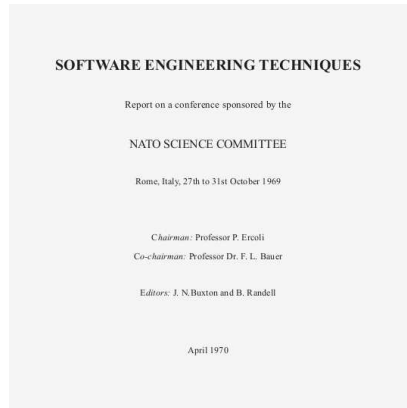 SOFTWARE ENGINEERING TECHNIQUES
Report on a conference sponsored by the
NATO SCIENCE COMMITTEE
Rome, Italy, 27th to 31st October 1969
Chairman: Professor P. Ercoli
Co-chairman: Professor Dr. F. L. Bauer
Editors: J. N.Buxton and B. Randell
April 1970